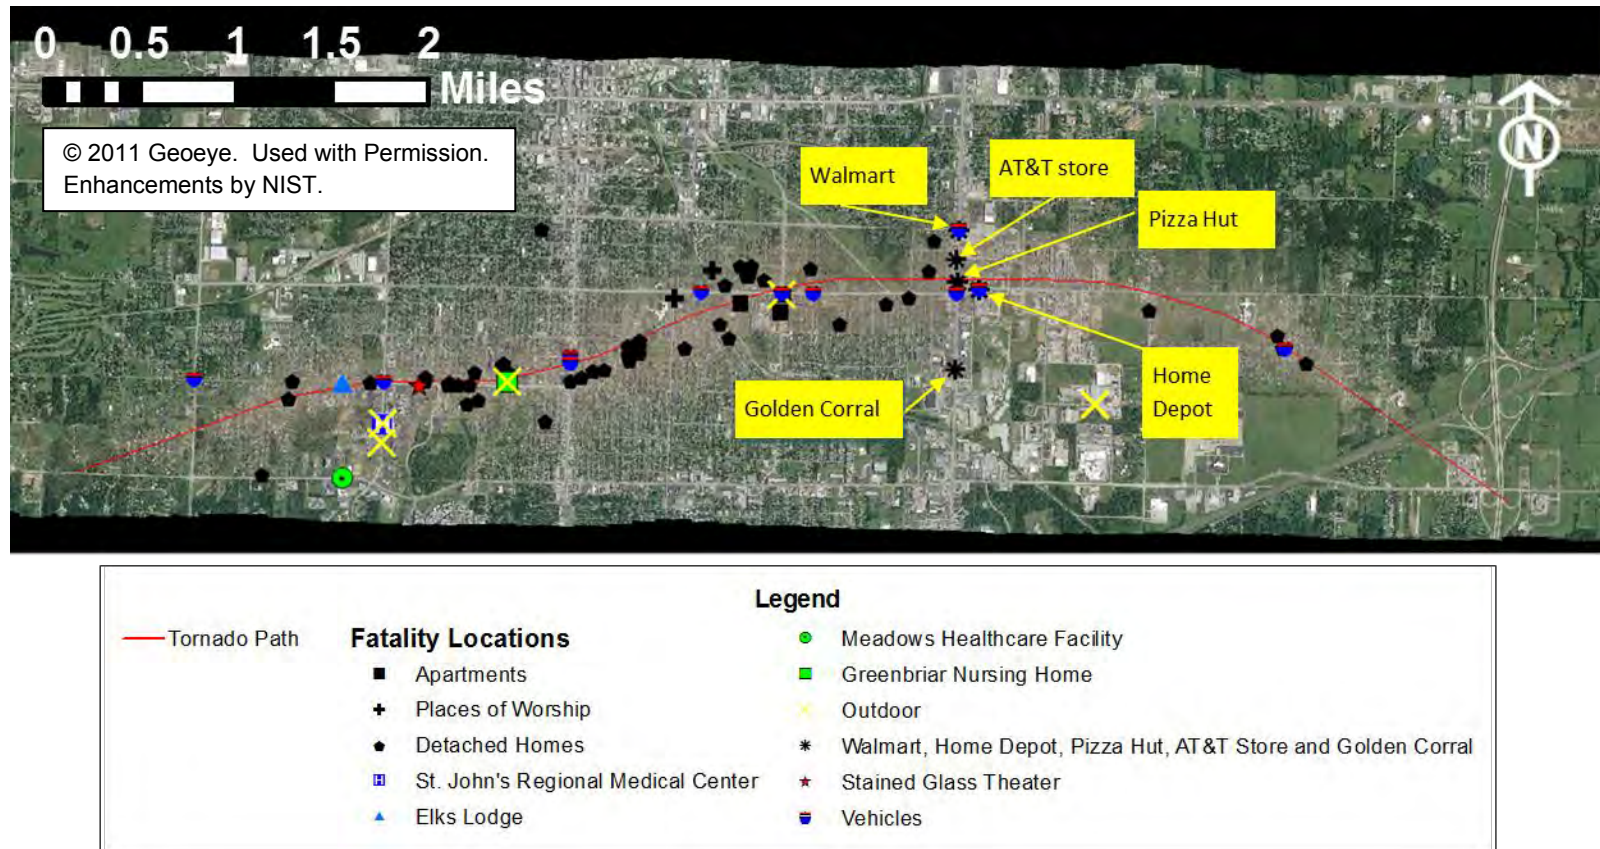 0 0.5 1 1.5 2
Miles
© 2011 Geoeye. Used with Permission.
Enhancements by NIST.
N
Walmart
AT&T store
Pizza Hut
Golden Corral
Home
Depot
H
Legend
Tornado Path
Fatality Locations
Apartments
Places of Worship
Detached Homes
H St. John's Regional Medical Center
Elks Lodge
Meadows Healthcare Facility
Greenbriar Nursing Home
Outdoor
Walmart, Home Depot, Pizza Hut, AT&T Store and Golden Corral
Stained Glass Theater
Vehicles